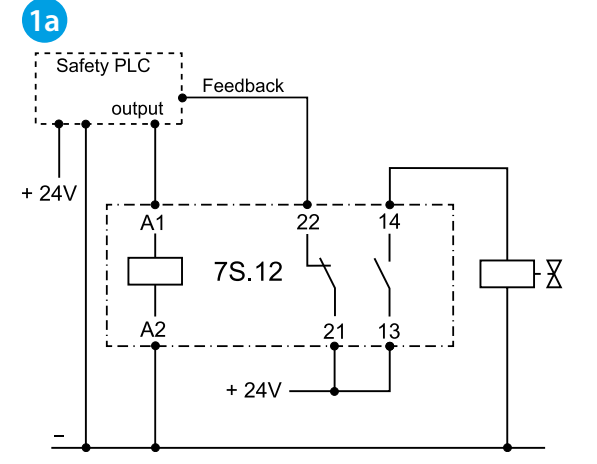 1a
Safety PLC
Feedback
output
+ 24V
A1
22
14
7S.12
A2
21
13
+ 24V
–